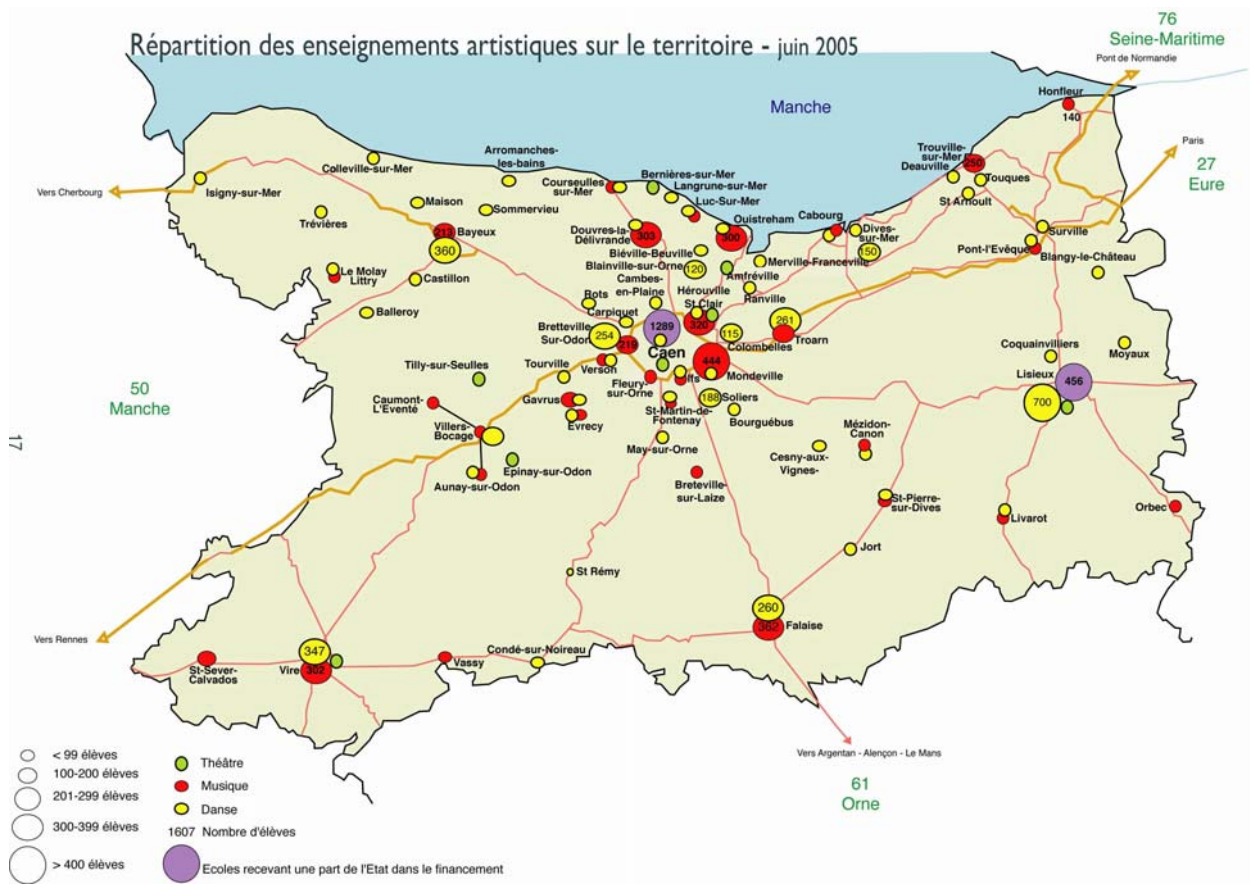 Répartition des enseignements artistiques sur le territoire - juin 2005
76
Seine-Maritime
Pont de Normandie
Manche
Honfleur
140
Paris
27
Eure
Trouville-
sur-Mer
250
Deauville
Touques
St Arnoult
Surville
Pont-l'Evêque
Blangy-le-Château
Vers Cherbourg
Isigny-sur-Mer
Colleville-sur-Mer
Arromanches-
les-bains
Courseulles
sur-Mer
Bernières-sur-Mer
Langrune-sur-Mer
Luc-Sur-Mer
Ouistreham
300
Cabourg
Dives-
sur-Mer
150
Maison
Sommervieu
Trévières
213
Bayeux
360
Douvres-la-
Délivrande
303
Biéville-Beuville
Blainville-sur-Orne
120
Merville-Franceville
Amfréville
Ranville
Le Molay
Littry
Castillon
Balleroy
Cambes-
en-Plaine
Hérouville
St Clair
320
Rots
Carpiquet
Bretteville
Sur-Odon
254
219
1289
Caen
115
Colombelles
261
Troarn
444
Mondeville
Coquainvilliers
Moyaux
Lisieux
456
700
50
Manche
Tilly-sur-Seulles
Tourville
Verson
Fleury-
sur-Orne
Ifs
188
Soliers
Bourguébus
Caumont-
L'Eventé
Gavrus
Evrecy
St-Martin-de-
Fontenay
Villers-
Bocage
May-sur-Orne
Mézidon-
Canon
Cesny-aux-
Vignes-
Epinay-sur-Odon
Aunay-sur-Odon
Breteville-
sur-Laize
St-Pierre-
sur-Dives
Livarot
Orbec
Jort
St Rémy
260
362
Falaise
Vers Rennes
347
302
Vire
St-Sever-
Calvados
Vassy
Condé-sur-Noireau
Vers Argentan - Alençon - Le Mans
61
Orne
17
< 99 élèves
100-200 élèves
201-299 élèves
300-399 élèves
> 400 élèves
Théâtre
Musique
Danse
1607 Nombre d'élèves
Ecoles recevant une part de l'Etat dans le financement